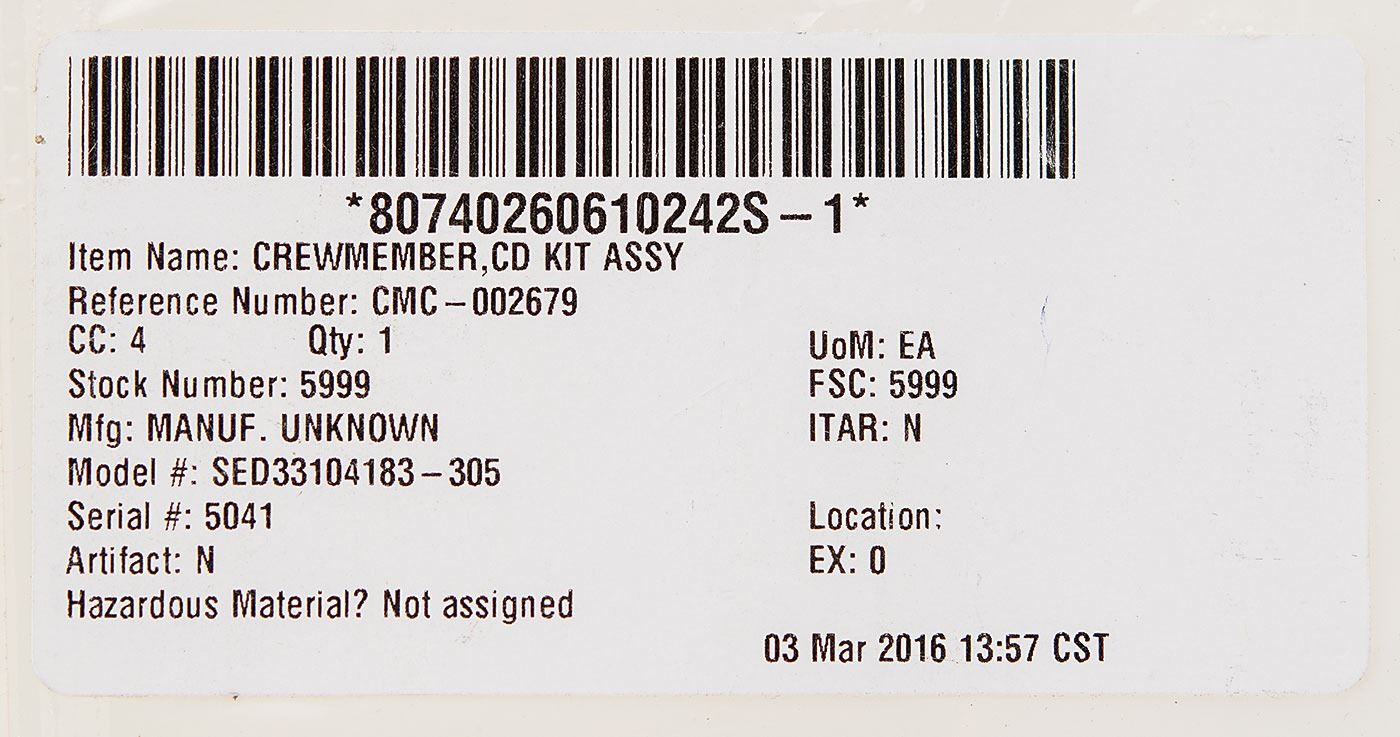 *80740260610242S-1*
Item Name: CREWMEMBER,CD KIT ASSY
Reference Number: CMC-002679
CC: 4 Qty: 1 UoM: EA
Stock Number: 5999 FSC: 5999
Mfg: MANUF. UNKNOWN ITAR: N
Model #: SED33104183-305
Serial #: 5041 Location:
Artifact: N EX: 0
Hazardous Material? Not assigned
03 Mar 2016 13:57 CST